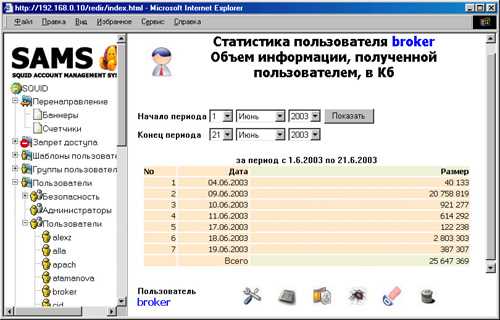 http://192.168.0.10/redir/index.html - Microsoft Internet Explorer
Файл Правка Вид Избранное Сервис Справка
SAMS
SQUID ACCOUNT MANAGEMENT SYS
SQUID
Перенаправление
Баннеры
Счетчики
Запрет доступа
Шаблоны пользовате
Группы пользовател
Пользователи
Безопасность
Администраторы
Пользователи
alexz
alla
apach
atamanova
broker
cid
Статистика пользователя broker
Объем информации, полученной
пользователем, в Кб
Начало периода 1 Июнь 2003 Показать
Конец периода 21 Июнь 2003
за период с 1.6.2003 по 21.6.2003
No Дата Размер
1 04.06.2003 40 133
2 09.06.2003 20 758 819
3 10.06.2003 921 277
4 11.06.2003 614 292
5 17.06.2003 122 238
6 18.06.2003 2 803 303
7 19.06.2003 387 307
Всего 25 647 369
Пользователь
broker